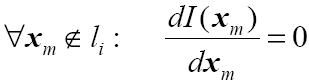 ∀x_m ∉ l_i : dI(x_m)/dx_m = 0